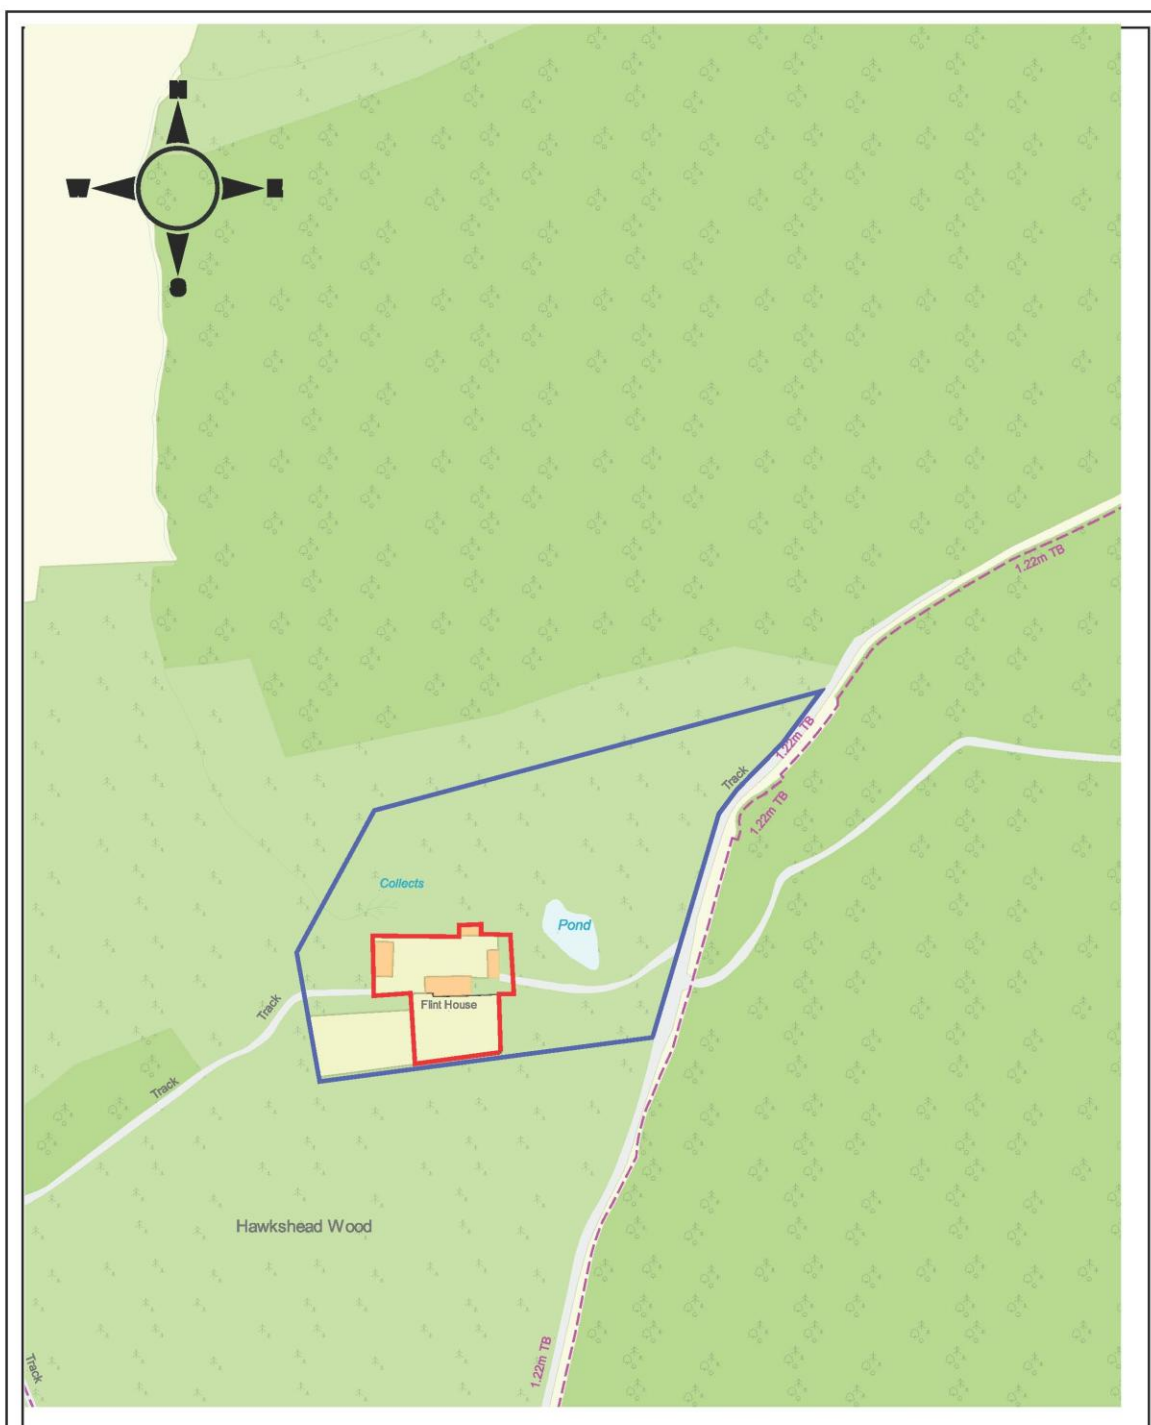 N
W
E
S
1.22m TB
1.22m TB
Track
1.22m TB
Collects
Pond
Flint House
Track
Track
Hawkshead Wood
1.22m TB
Track